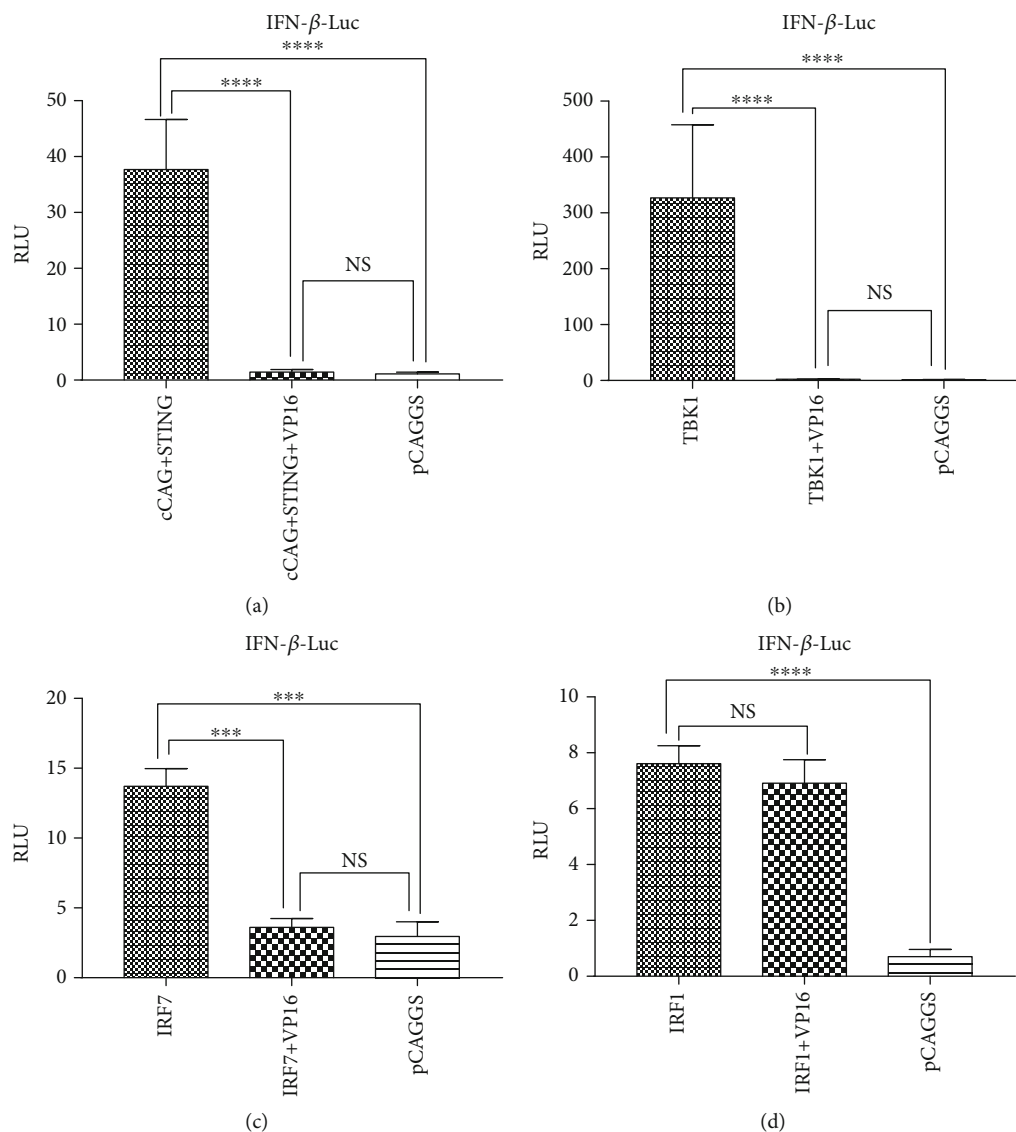 IFN-β-Luc
****
****
NS
50
40
30
20
10
0
RLU
cCAG+STING
cCAG+STING+VP16
pCAGGS
(a)
IFN-β-Luc
****
****
NS
500
400
300
200
100
0
RLU
TBK1
TBK1+VP16
pCAGGS
(b)
IFN-β-Luc
***
***
NS
20
15
10
5
0
RLU
IRF7
IRF7+VP16
pCAGGS
(c)
IFN-β-Luc
****
NS
10
8
6
4
2
0
RLU
IRF1
IRF1+VP16
pCAGGS
(d)